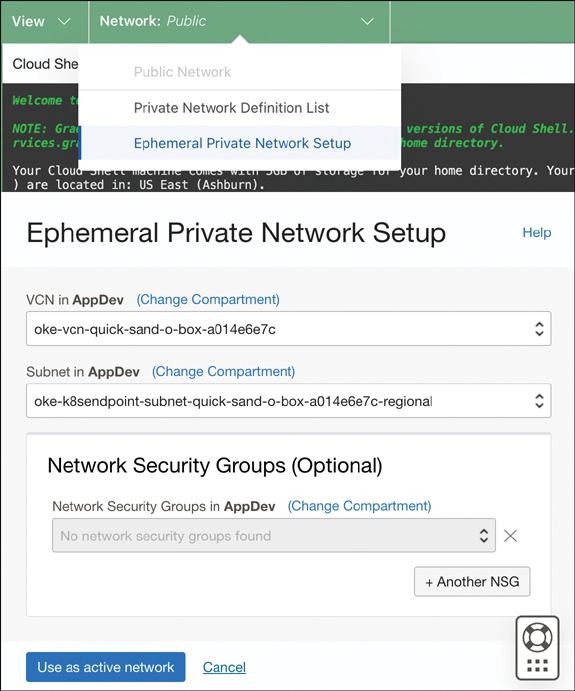 View Network: Public
Public Network
Cloud She
Private Network Definition List
Welcome t
Ephemeral Private Network Setup
NOTE: Gra versions of Cloud Shell.
rvices.gra home directory.
Your Cloud Shell machine comes with 5GB of storage for your home directory. Your
) are located in: US East (Ashburn).
Ephemeral Private Network Setup Help
VCN in AppDev (Change Compartment)
oke-vcn-quick-sand-o-box-a014e6e7c
Subnet in AppDev (Change Compartment)
oke-k8sendpoint-subnet-quick-sand-o-box-a014e6e7c-regional
Network Security Groups (Optional)
Network Security Groups in AppDev (Change Compartment)
No network security groups found
+ Another NSG
Use as active network Cancel